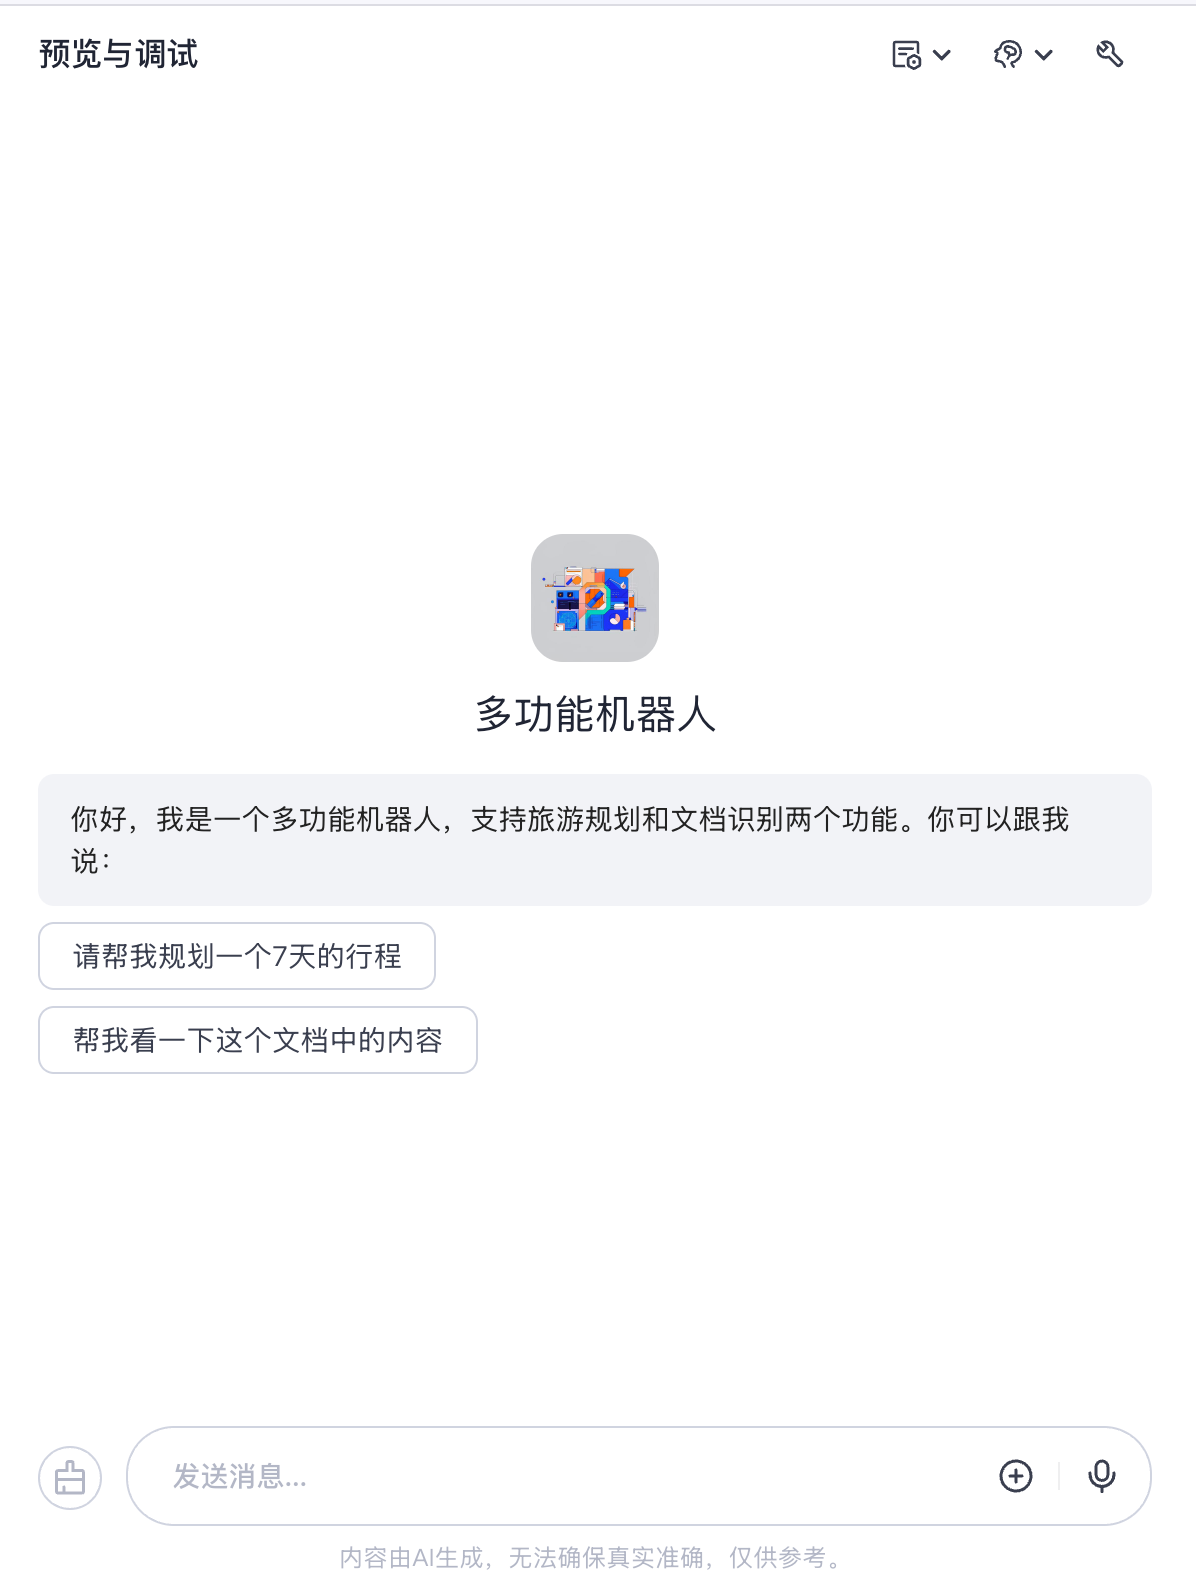 预览与调试
多功能机器人
你好，我是一个多功能机器人，支持旅游规划和文档识别两个功能。你可以跟我
说：
请帮我规划一个7天的行程
帮我看一下这个文档中的内容
发送消息...
内容由AI生成，无法确保真实准确，仅供参考。